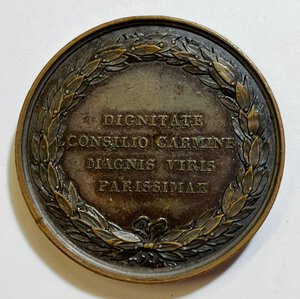 DIGNITATE
CONSILIO CARMINE
MAGNIS VIRIS
PARISSIMAE